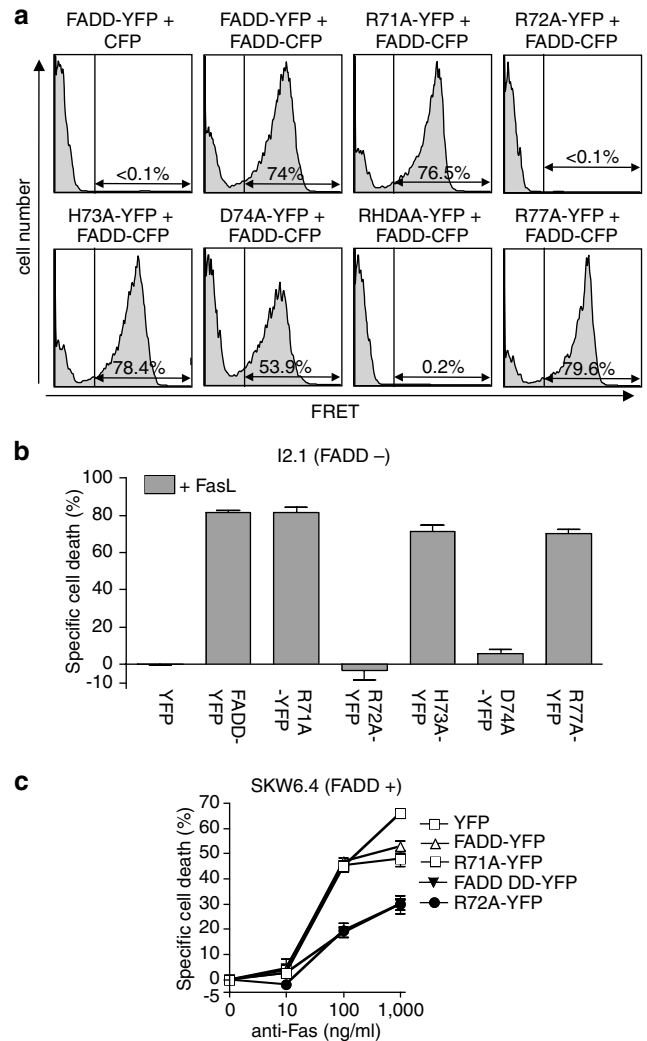 a
FADD-YFP +
CFP
FADD-YFP +
FADD-CFP
R71A-YFP +
FADD-CFP
R72A-YFP +
FADD-CFP
<0.1%
74%
76.5%
<0.1%
H73A-YFP +
FADD-CFP
D74A-YFP +
FADD-CFP
RHDAA-YFP +
FADD-CFP
R77A-YFP +
FADD-CFP
78.4%
53.9%
0.2%
79.6%
cell number
FRET
b
I2.1 (FADD –)
+ FasL
Specific cell death (%)
100
80
60
40
20
0
-10
YFP
FADD-
YFP
R71A
-YFP
R72A-
YFP
H73A-
YFP
D74A
-YFP
R77A-
YFP
c
SKW6.4 (FADD +)
Specific cell death (%)
70
60
50
40
30
20
10
0
-5
0 10 100 1,000
anti-Fas (ng/ml)
YFP
FADD-YFP
R71A-YFP
FADD DD-YFP
R72A-YFP